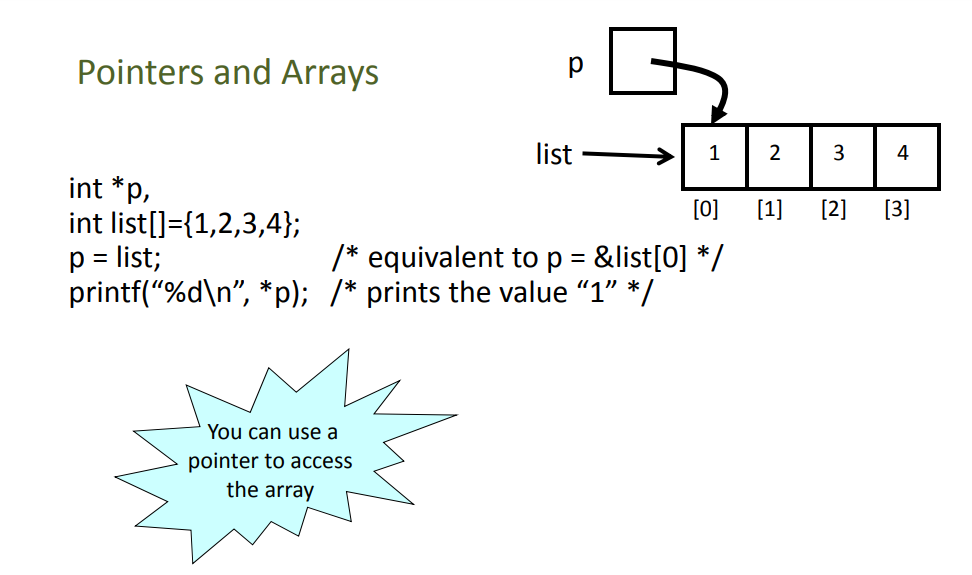 Pointers and Arrays
p
list
1 2 3 4
[0] [1] [2] [3]
int *p,
int list[]={1,2,3,4};
p = list; /* equivalent to p = &list[0] */
printf(“%d\n”, *p); /* prints the value “1” */
You can use a
pointer to access
the array